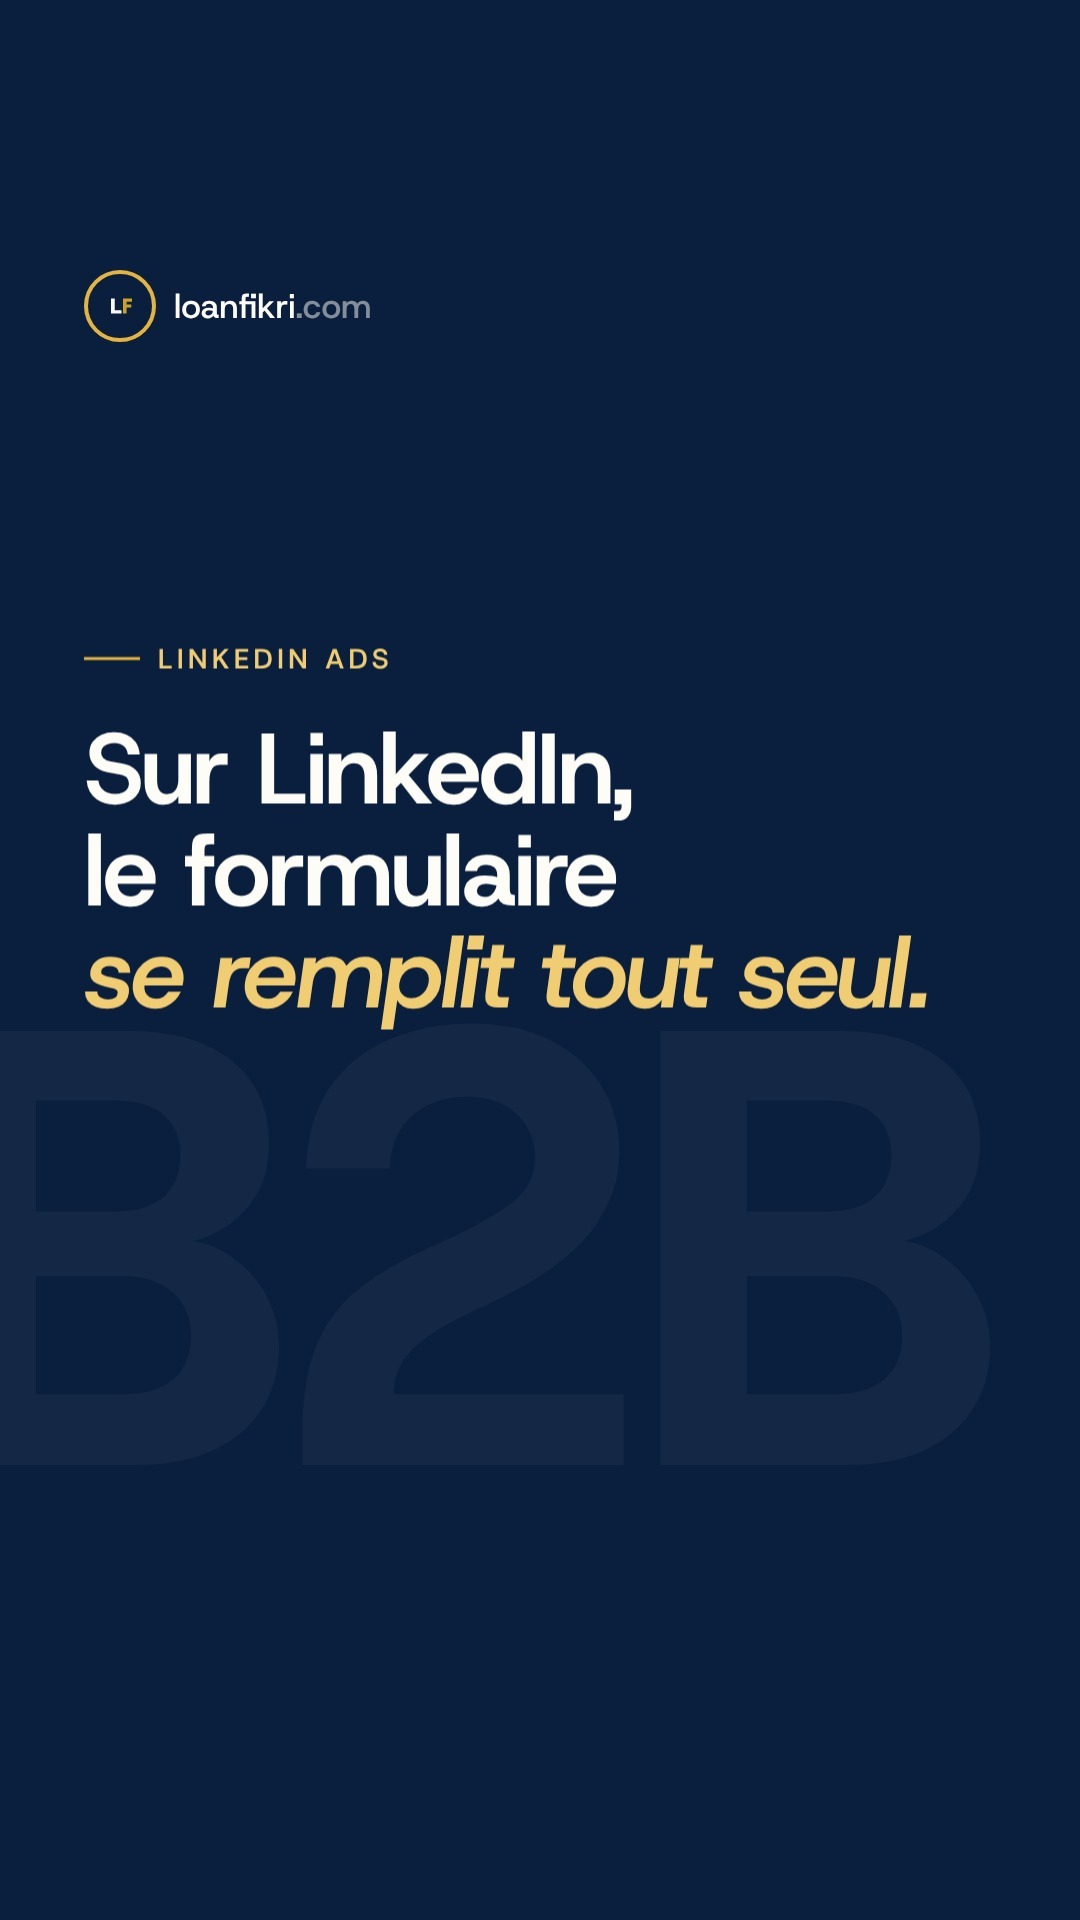 LF loanfikri.com
LINKEDIN ADS
Sur LinkedIn,
le formulaire
se remplit tout seul.
B2B